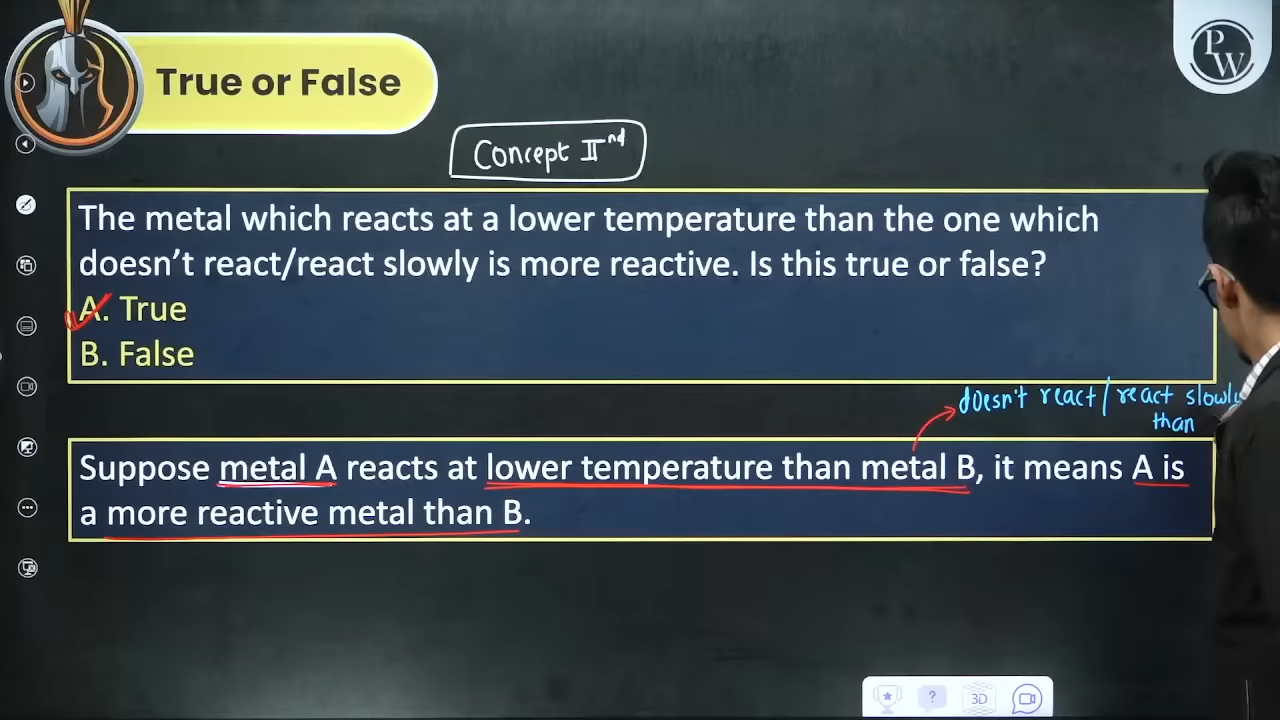 True or False
PW
Concept IInd
The metal which reacts at a lower temperature than the one which
doesn’t react/react slowly is more reactive. Is this true or false?
A. True
B. False
doesn't react/react slowly
than
Suppose metal A reacts at lower temperature than metal B, it means A is
a more reactive metal than B.
?
3D